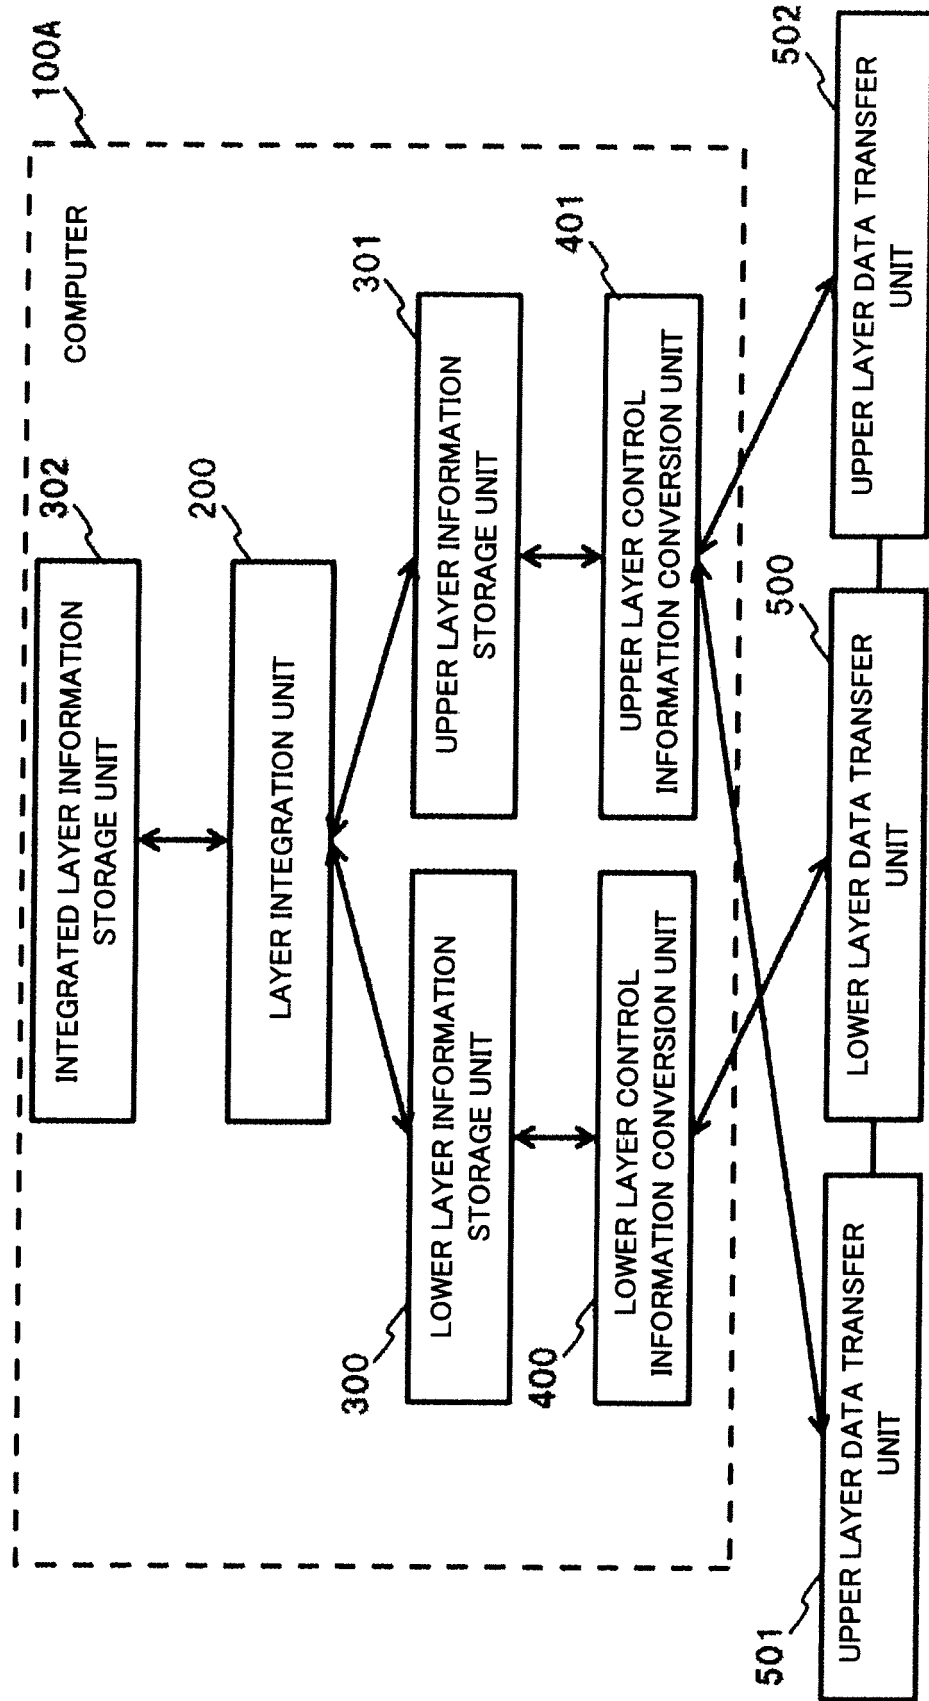 100A
COMPUTER
302
INTEGRATED LAYER INFORMATION
STORAGE UNIT
200
LAYER INTEGRATION UNIT
300
LOWER LAYER INFORMATION
STORAGE UNIT
301
UPPER LAYER INFORMATION
STORAGE UNIT
400
LOWER LAYER CONTROL
INFORMATION CONVERSION UNIT
401
UPPER LAYER CONTROL
INFORMATION CONVERSION UNIT
501
UPPER LAYER DATA TRANSFER
UNIT
500
LOWER LAYER DATA TRANSFER
UNIT
502
UPPER LAYER DATA TRANSFER
UNIT